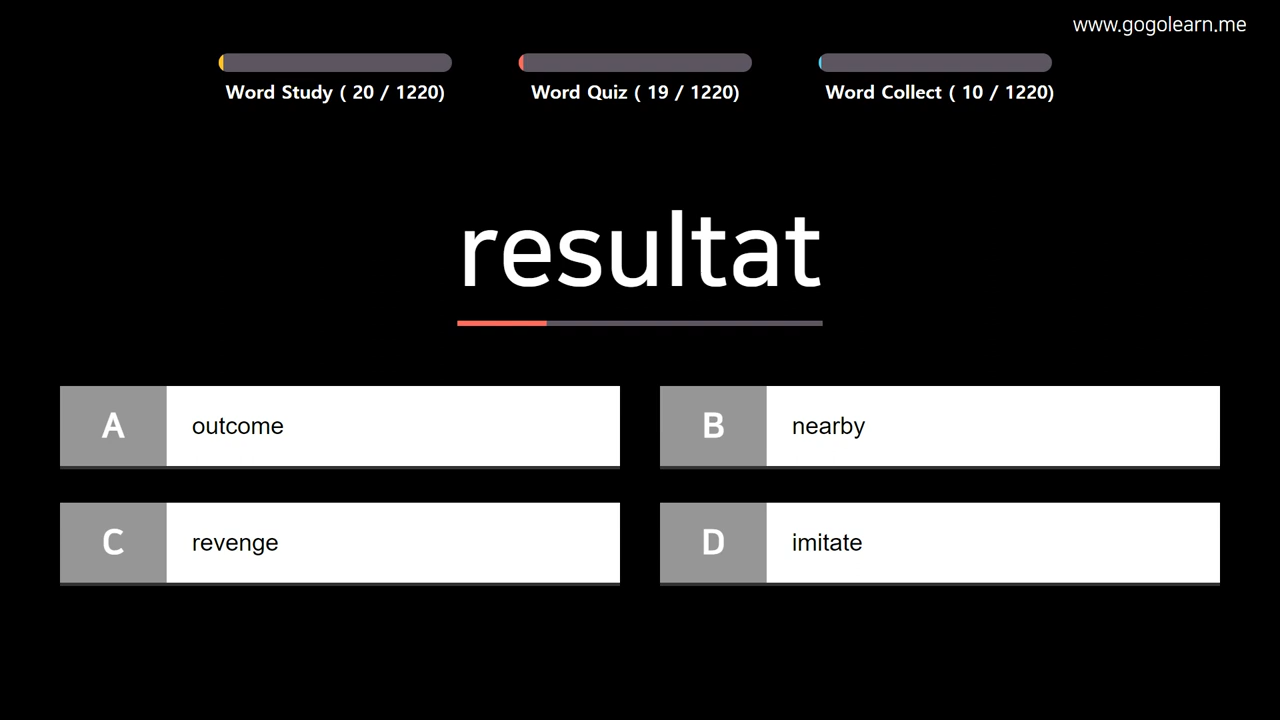 www.gogolearn.me
Word Study ( 20 / 1220)
Word Quiz ( 19 / 1220)
Word Collect ( 10 / 1220)
resultat
A outcome
B nearby
C revenge
D imitate